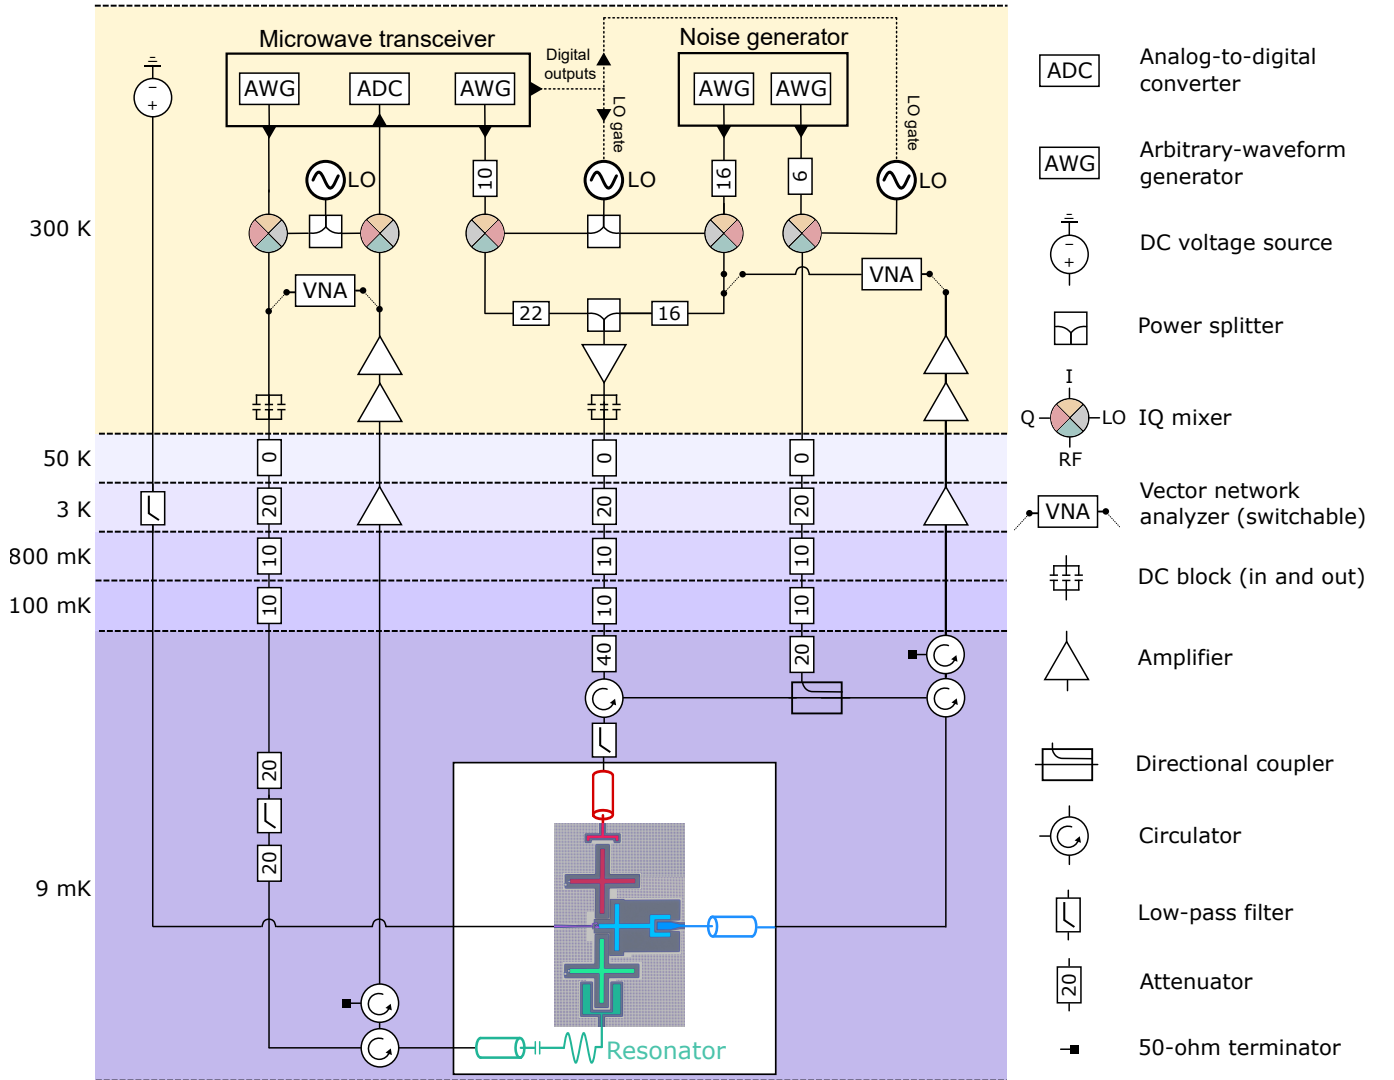 Microwave transceiver
Noise generator
Digital
outputs
AWG
ADC
AWG
AWG
AWG
LO gate
LO gate
10
16
6
LO
LO
LO
300 K
VNA
VNA
22
16
50 K
0
0
0
3 K
20
20
20
800 mK
10
10
10
100 mK
10
10
10
40
20
20
20
9 mK
Resonator
ADC
Analog-to-digital
converter
AWG
Arbitrary-waveform
generator
DC voltage source
Power splitter
I
Q
LO
IQ mixer
RF
VNA
Vector network
analyzer (switchable)
DC block (in and out)
Amplifier
Directional coupler
Circulator
Low-pass filter
20
Attenuator
50-ohm terminator